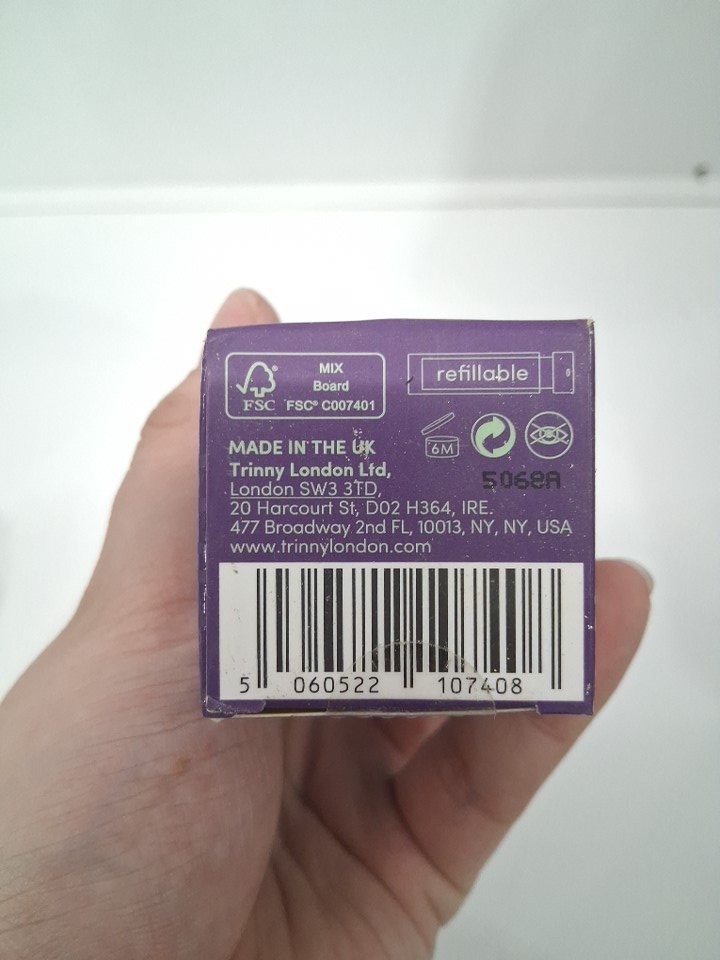 MIX
Board
FSC
FSC® C007401
refillable
6M
5068A
MADE IN THE UK
Trinny London Ltd,
London SW3 3TD,
20 Harcourt St, D02 H364, IRE.
477 Broadway 2nd FL, 10013, NY, NY, USA
www.trinnylondon.com
5 060522 107408